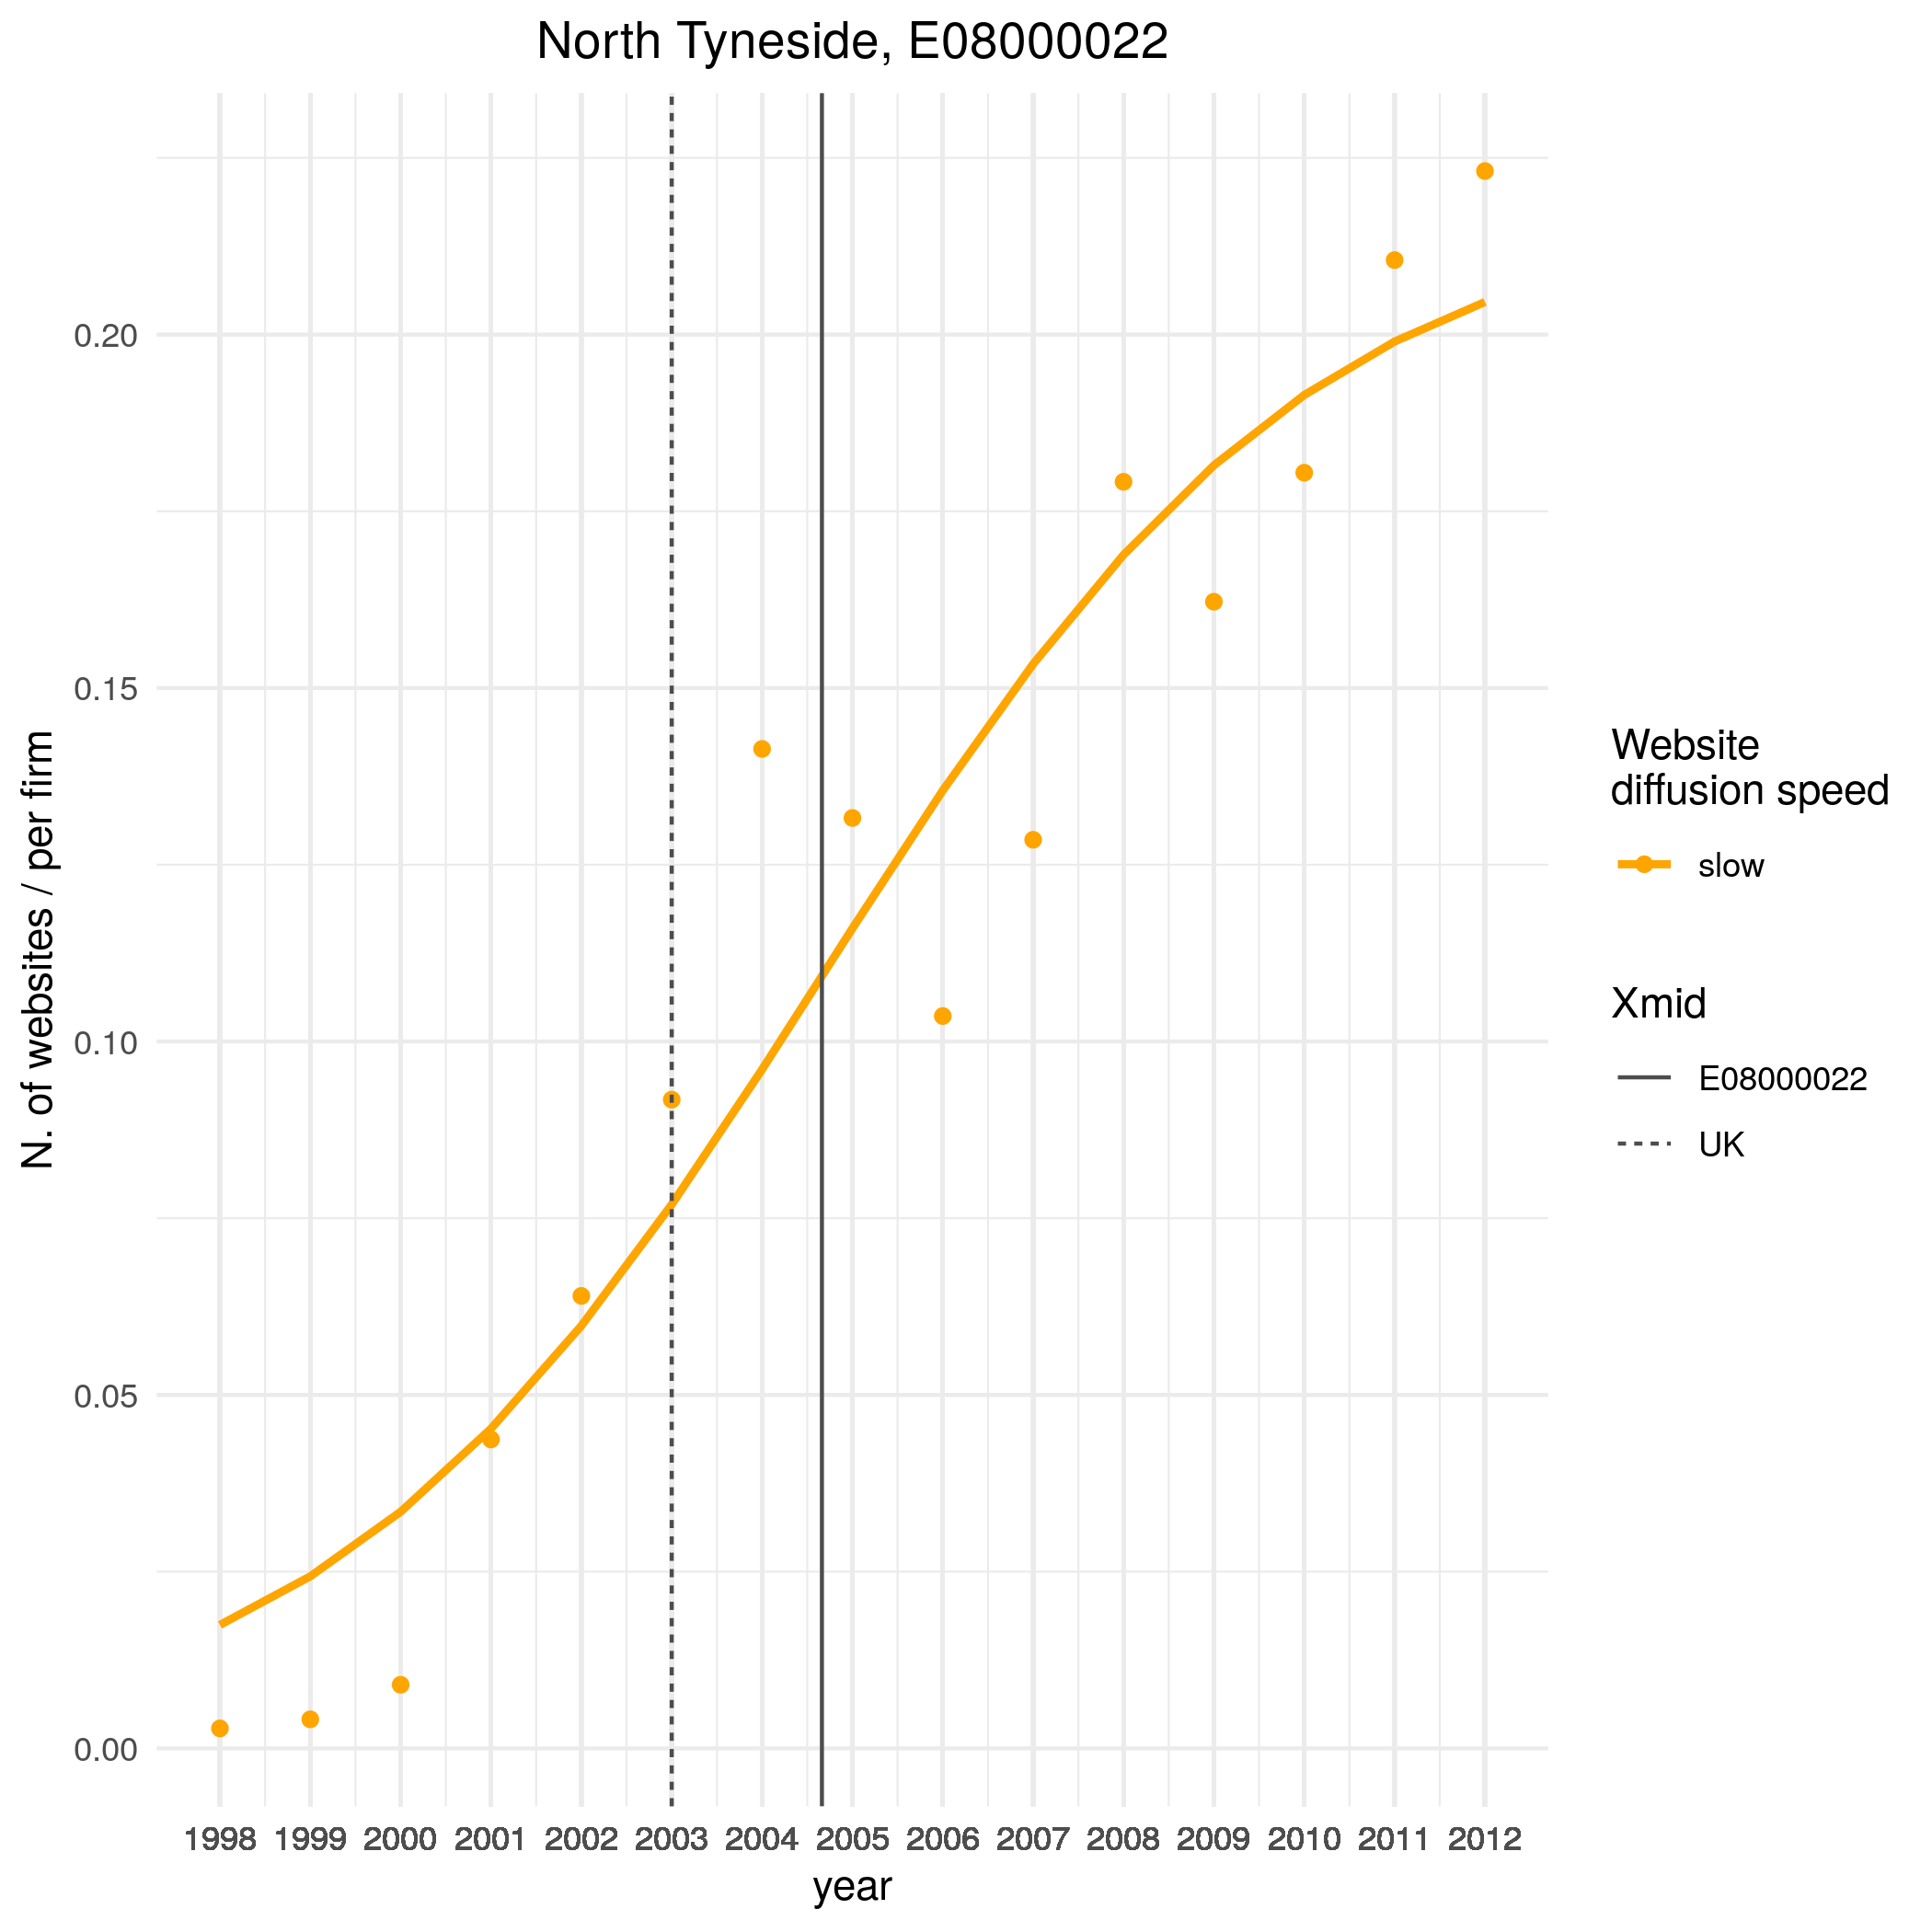 North Tyneside, E08000022
N. of websites / per firm
0.20
0.15
0.10
0.05
0.00
1998 1999 2000 2001 2002 2003 2004 2005 2006 2007 2008 2009 2010 2011 2012
year
Website
diffusion speed
slow
Xmid
E08000022
UK